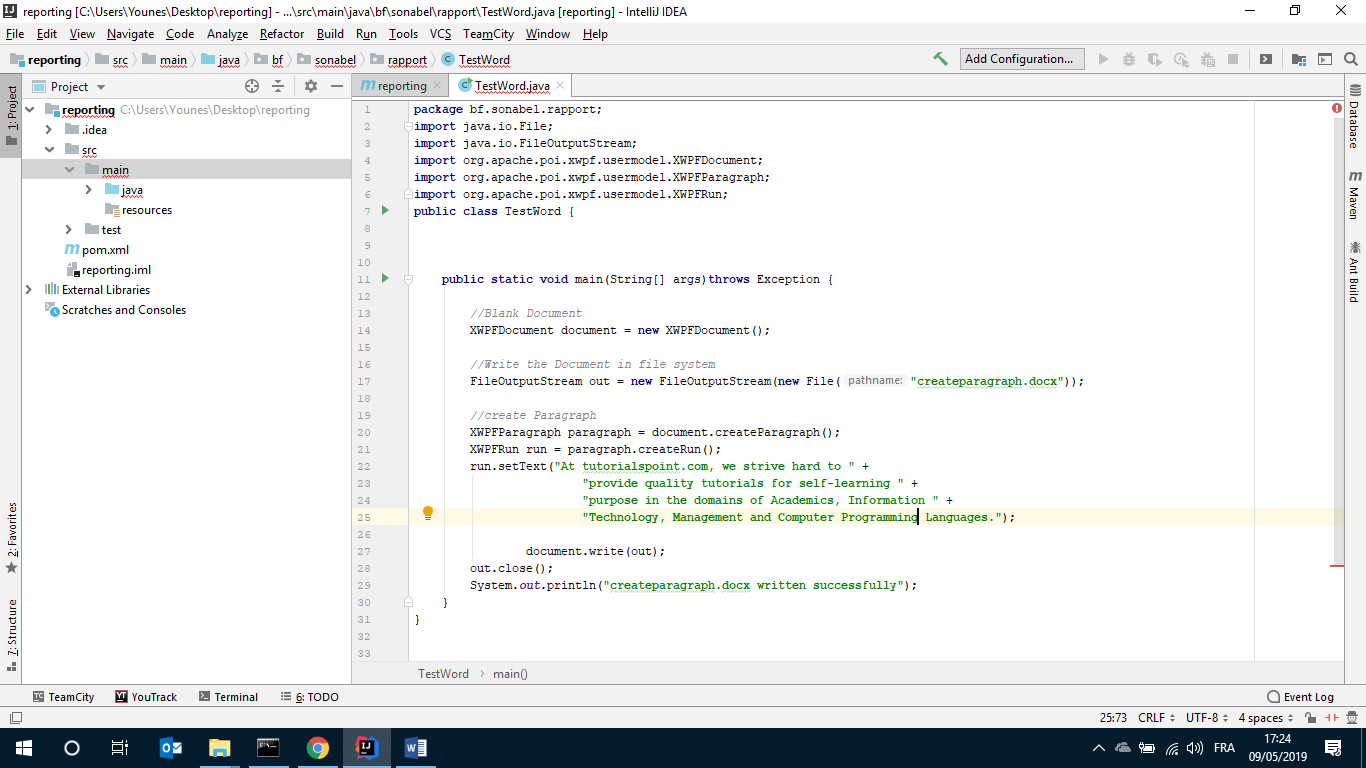 reporting [C:\Users\Younes\Desktop\reporting] - ...\src\main\java\bf\sonabel\rapport\TestWord.java [reporting] - IntelliJ IDEA
File Edit View Navigate Code Analyze Refactor Build Run Tools VCS TeamCity Window Help
reporting src main java bf sonabel rapport TestWord Add Configuration...
Project
reporting TestWord.java
1: Project
2: Favorites
7: Structure
reporting C:\Users\Younes\Desktop\reporting
.idea
src
main
java
resources
test
pom.xml
reporting.iml
External Libraries
Scratches and Consoles
1 package bf.sonabel.rapport;
2 import java.io.File;
3 import java.io.FileOutputStream;
4 import org.apache.poi.xwpf.usermodel.XWPFDocument;
5 import org.apache.poi.xwpf.usermodel.XWPFParagraph;
6 import org.apache.poi.xwpf.usermodel.XWPFRun;
7 public class TestWord {
8
9
10
11 public static void main(String[] args)throws Exception {
12
13 //Blank Document
14 XWPFDocument document = new XWPFDocument();
15
16 //Write the Document in file system
17 FileOutputStream out = new FileOutputStream(new File( pathname: "createparagraph.docx"));
18
19 //create Paragraph
20 XWPFParagraph paragraph = document.createParagraph();
21 XWPFRun run = paragraph.createRun();
22 run.setText("At tutorialspoint.com, we strive hard to " +
23 "provide quality tutorials for self-learning " +
24 "purpose in the domains of Academics, Information " +
25 "Technology, Management and Computer Programming Languages.");
26
27 document.write(out);
28 out.close();
29 System.out.println("createparagraph.docx written successfully");
30 }
31 }
32
33
Database
Maven
Ant Build
TestWord main()
TeamCity YouTrack Terminal 6: TODO Event Log
25:73 CRLF UTF-8 4 spaces
FRA
17:24
09/05/2019